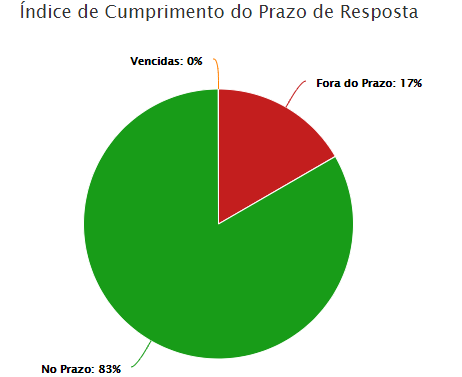 Índice de Cumprimento do Prazo de Resposta
Vencidas: 0%
Fora do Prazo: 17%
No Prazo: 83%